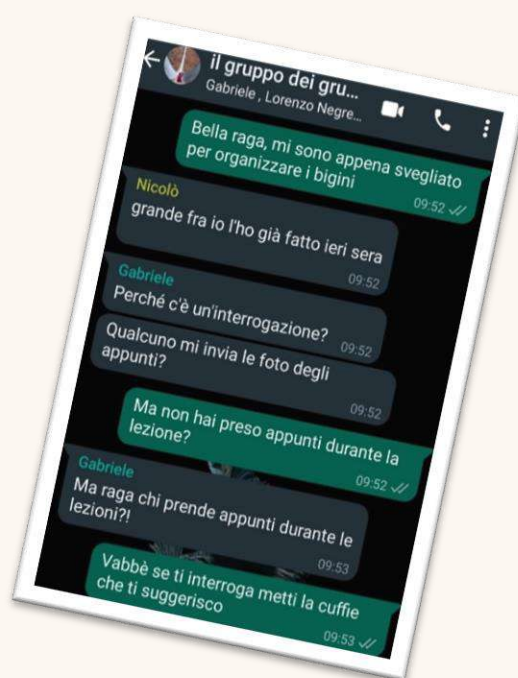 il gruppo dei gru...
Gabriele , Lorenzo Negre...
Bella raga, mi sono appena svegliato
per organizzare i bigini
09:52
Nicolò
grande fra io l'ho già fatto ieri sera
09:52
Gabriele
Perché c'è un'interrogazione?
09:52
Qualcuno mi invia le foto degli
appunti?
09:52
Ma non hai preso appunti durante la
lezione?
09:52
Gabriele
Ma raga chi prende appunti durante le
lezioni?!
09:53
Vabbè se ti interroga metti la cuffie
che ti suggerisco
09:53